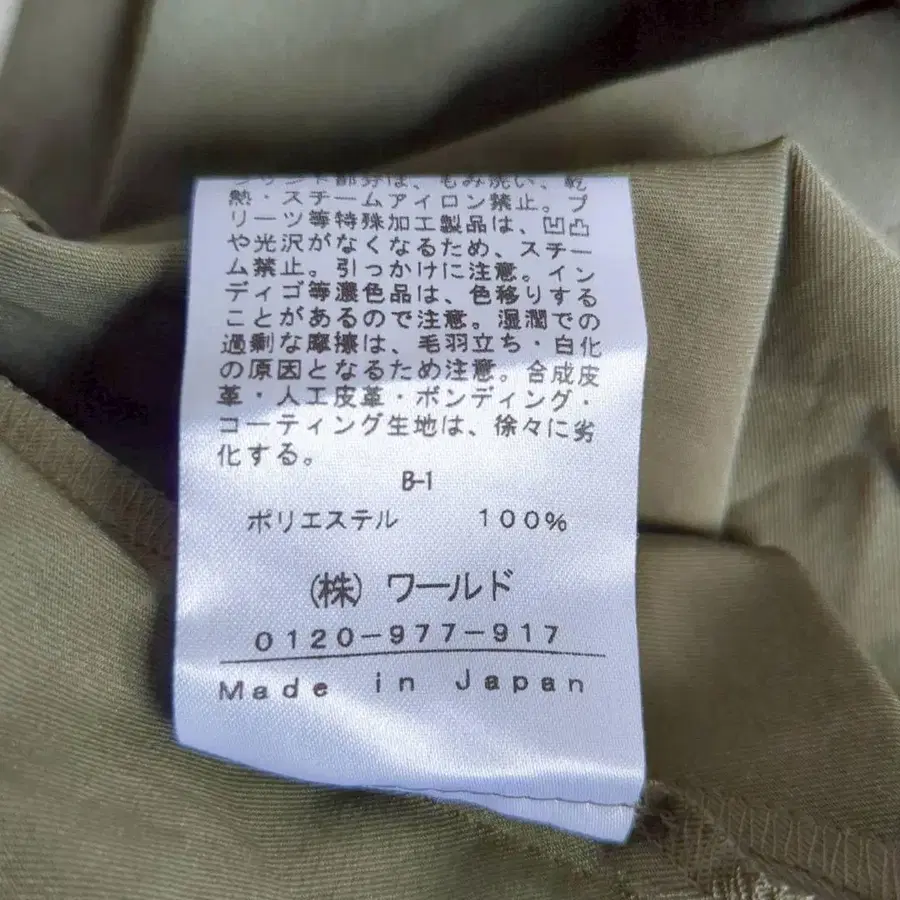 部分は、もみ洗い、乾
熱・スチームアイロン禁止。プ
リーツ等特殊加工製品は、凹凸
や光沢がなくなるため、スチー
ム禁止。引っかけに注意。イン
ディゴ等濃色品は、色移りする
ことがあるので注意。湿潤での
過剰な摩擦は、毛羽立ち・白化
の原因となるため注意。合成皮
革・人工皮革・ボンディング・
コーティング生地は、徐々に劣
化する。
B-1
ポリエステル 100%
(株)ワールド
0120-977-917
Made in Japan